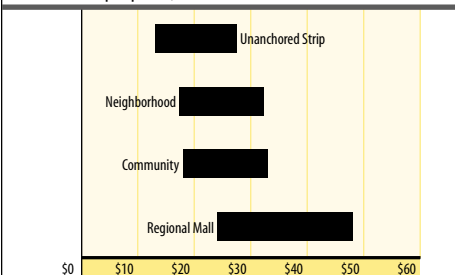 Unanchored Strip
Neighborhood
Community
Regional Mall
$0 $10 $20 $30 $40 $50 $60